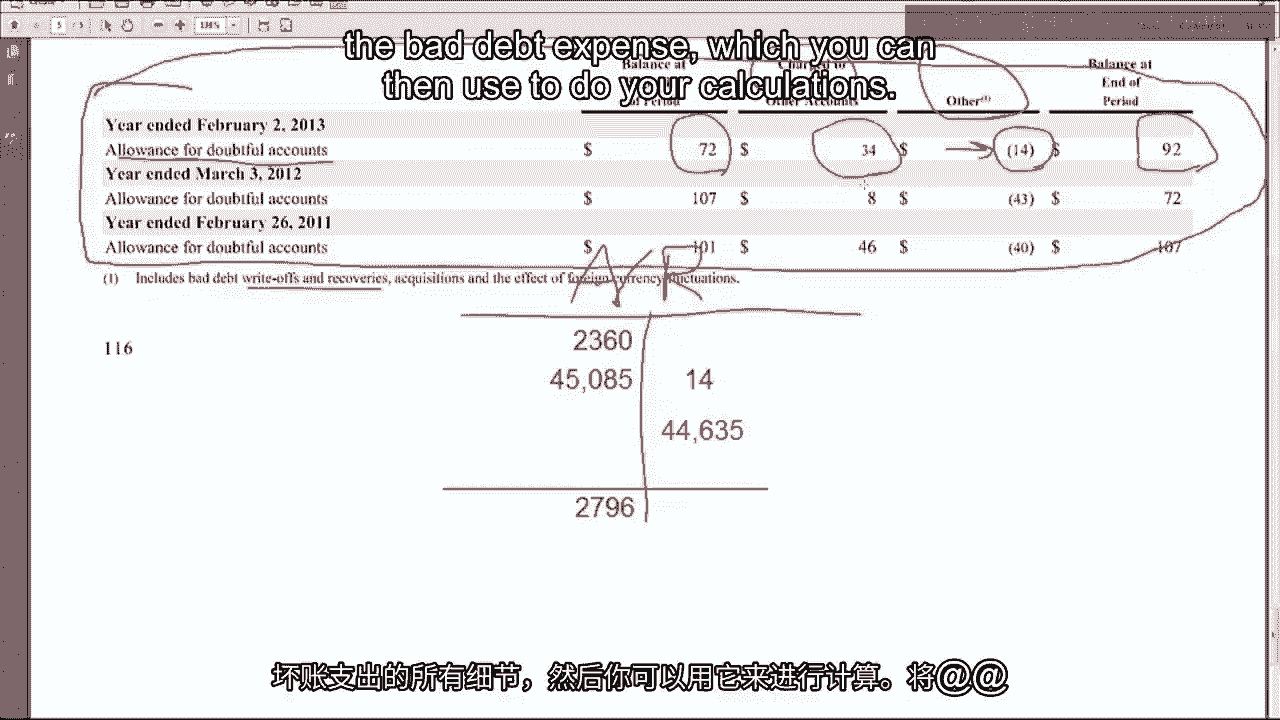 5 / 5
the bad debt expense, which you can
then use to do your calculations.
Balance at Charged to Balance at
End of
of Period Other Accounts Other(1) Period
Year ended February 2, 2013
Allowance for doubtful accounts $ 72 $ 34 $ (14) $ 92
Year ended March 3, 2012
Allowance for doubtful accounts $ 107 $ 8 $ (43) $ 72
Year ended February 26, 2011
Allowance for doubtful accounts $ 101 $ 46 $ (40) 107
(1) Includes bad debt write-offs and recoveries, acquisitions and the effect of foreign currency fluctuations.
A/R
116
2360
45,085 14
44,635
2796
坏账支出的所有细节，然后你可以用它来进行计算。将@@